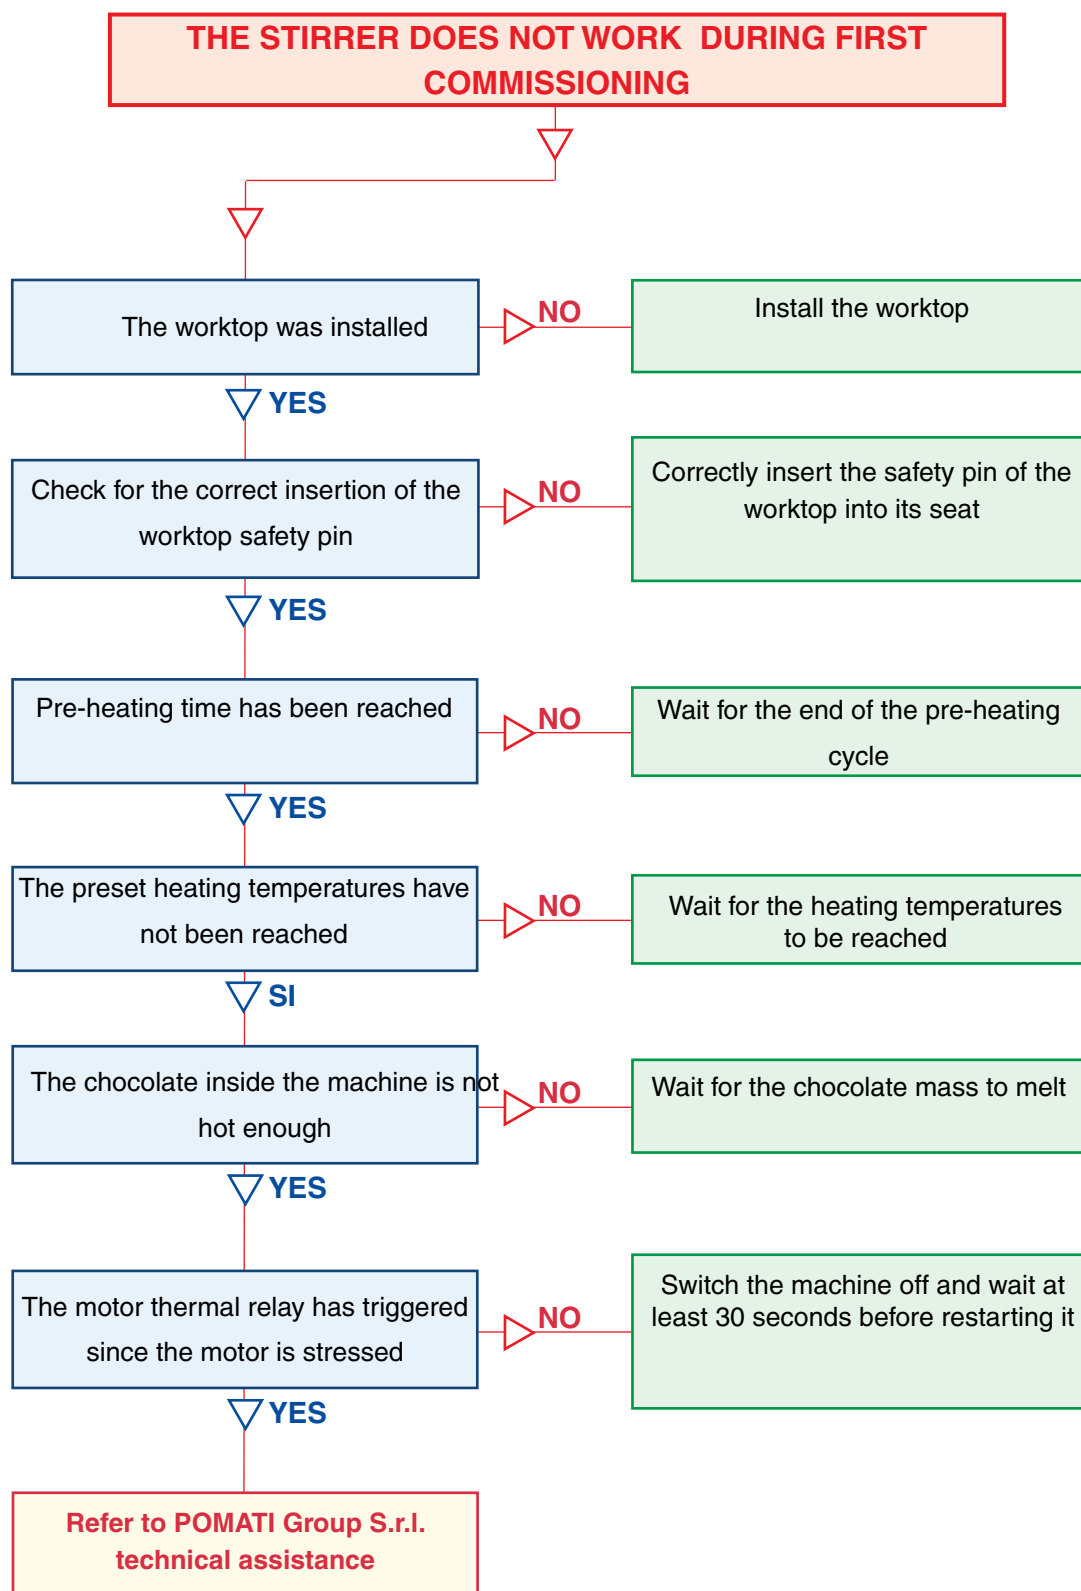 THE STIRRER DOES NOT WORK DURING FIRST
COMMISSIONING
The worktop was installed
NO
Install the worktop
YES
Check for the correct insertion of the
worktop safety pin
NO
Correctly insert the safety pin of the
worktop into its seat
YES
Pre-heating time has been reached
NO
Wait for the end of the pre-heating
cycle
YES
The preset heating temperatures have
not been reached
NO
Wait for the heating temperatures
to be reached
SI
The chocolate inside the machine is not
hot enough
NO
Wait for the chocolate mass to melt
YES
The motor thermal relay has triggered
since the motor is stressed
NO
Switch the machine off and wait at
least 30 seconds before restarting it
YES
Refer to POMATI Group S.r.l.
technical assistance